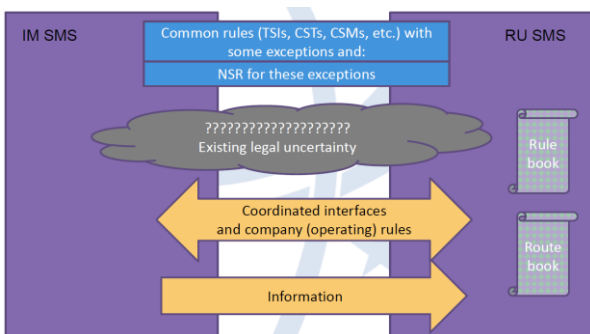 IM SMS
Common rules (TSIs, CSTs, CSMs, etc.) with
some exceptions and:
RU SMS
NSR for these exceptions
????????????????????
Existing legal uncertainty
Rule
book
Coordinated interfaces
and company (operating) rules
Route
book
Information